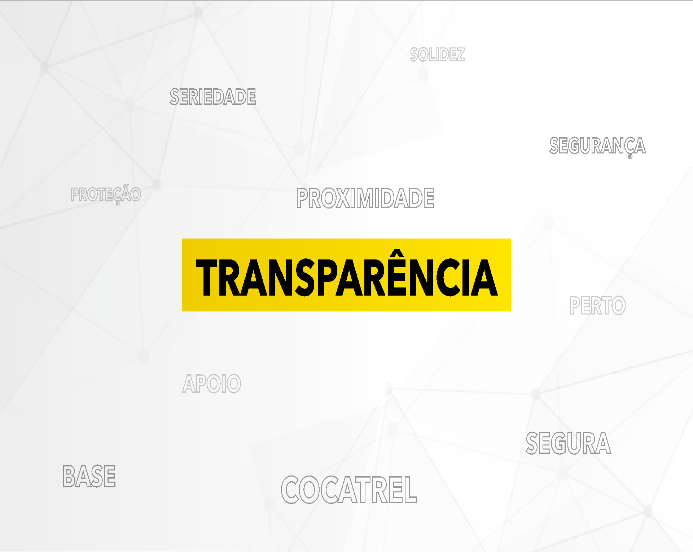 SOLIDEZ
SERIEDADE
SEGURANÇA
PROTEÇÃO
PROXIMIDADE
TRANSPARÊNCIA
PERTO
APOIO
SEGURA
BASE
COCATREL